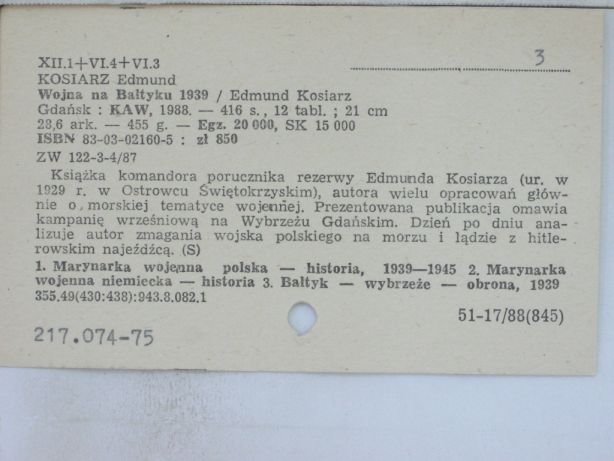 XII.1+VI.4+VI.3
3
KOSIARZ Edmund
Wojna na Bałtyku 1939 / Edmund Kosiarz
Gdańsk : KAW, 1988. — 416 s., 12 tabl. ; 21 cm
28,6 ark. — 455 g. — Egz. 20 000, SK 15 000
ISBN 83-03-02160-5 : zł 850
ZW 122-3-4/87
Książka komandora porucznika rezerwy Edmunda Kosiarza (ur. w
1929 r. w Ostrowcu Świętokrzyskim), autora wielu opracowań głów-
nie o morskiej tematyce wojennej. Prezentowana publikacja omawia
kampanię wrześniową na Wybrzeżu Gdańskim. Dzień po dniu ana-
lizuje autor zmagania wojska polskiego na morzu i lądzie z hitle-
rowskim najeźdźcą. (S)
1. Marynarka wojenna polska — historia, 1939—1945 2. Marynarka
wojenna niemiecka — historia 3. Bałtyk — wybrzeże — obrona, 1939
355.49(430:438):943.8.082.1
51-17/88(845)
217.074-75